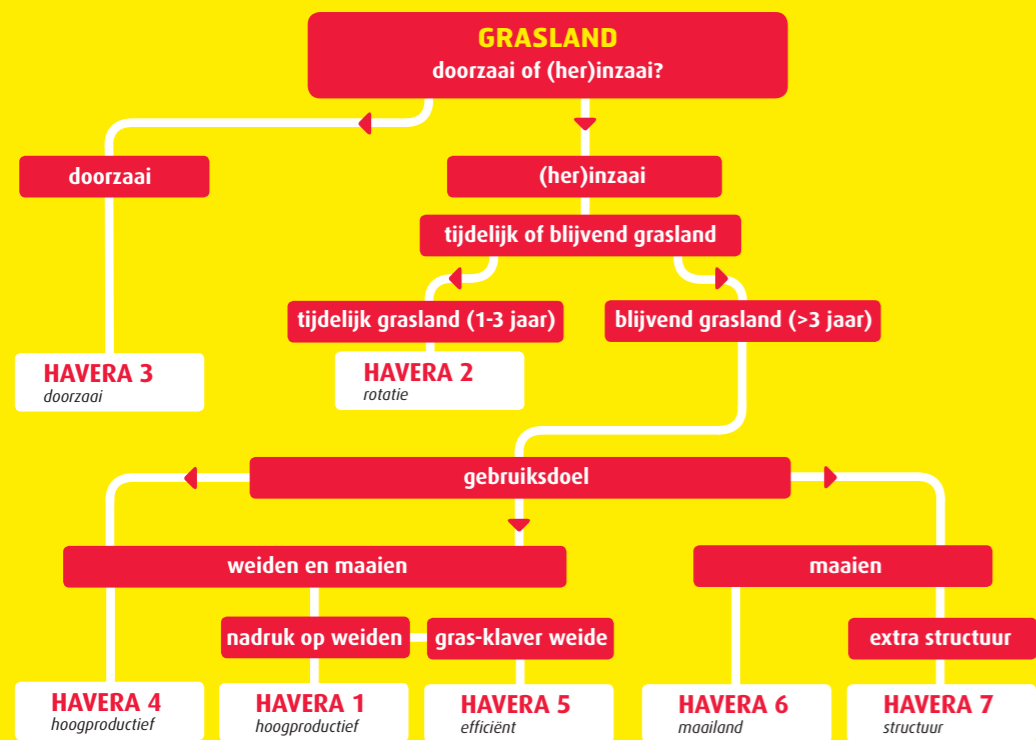 GRASLAND
doorzaai of (her)inzaai?
doorzaai
(her)inzaai
tijdelijk of blijvend grasland
tijdelijk grasland (1-3 jaar)
blijvend grasland (>3 jaar)
HAVERA 3
doorzaai
HAVERA 2
rotatie
gebruiksdoel
weiden en maaien
maaien
nadruk op weiden
gras-klaver weide
extra structuur
HAVERA 4
hoogproductief
HAVERA 1
hoogproductief
HAVERA 5
efficiënt
HAVERA 6
maailand
HAVERA 7
structuur